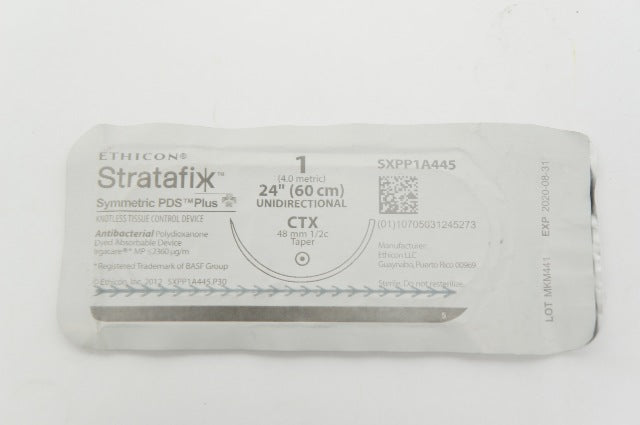 ETHICON®
Stratafix™
Symmetric PDS™Plus
KNOTLESS TISSUE CONTROL DEVICE
Antibacterial Polydioxanone
Dyed Absorbable Device
Irgacare®* MP ≤2360 µg/m
*Registered Trademark of BASF Group
© Ethicon, Inc. 2012 SXPP1A445.P30
1
(4.0 metric)
24" (60 cm)
UNIDIRECTIONAL
CTX
48 mm 1/2c
Taper
SXPP1A445
(01)10705031245273
Manufacturer:
Ethicon LLC
Guaynabo, Puerto Rico 00969
Sterile. Do not resterilize.
5
LOT MKM441 EXP 2020-08-31